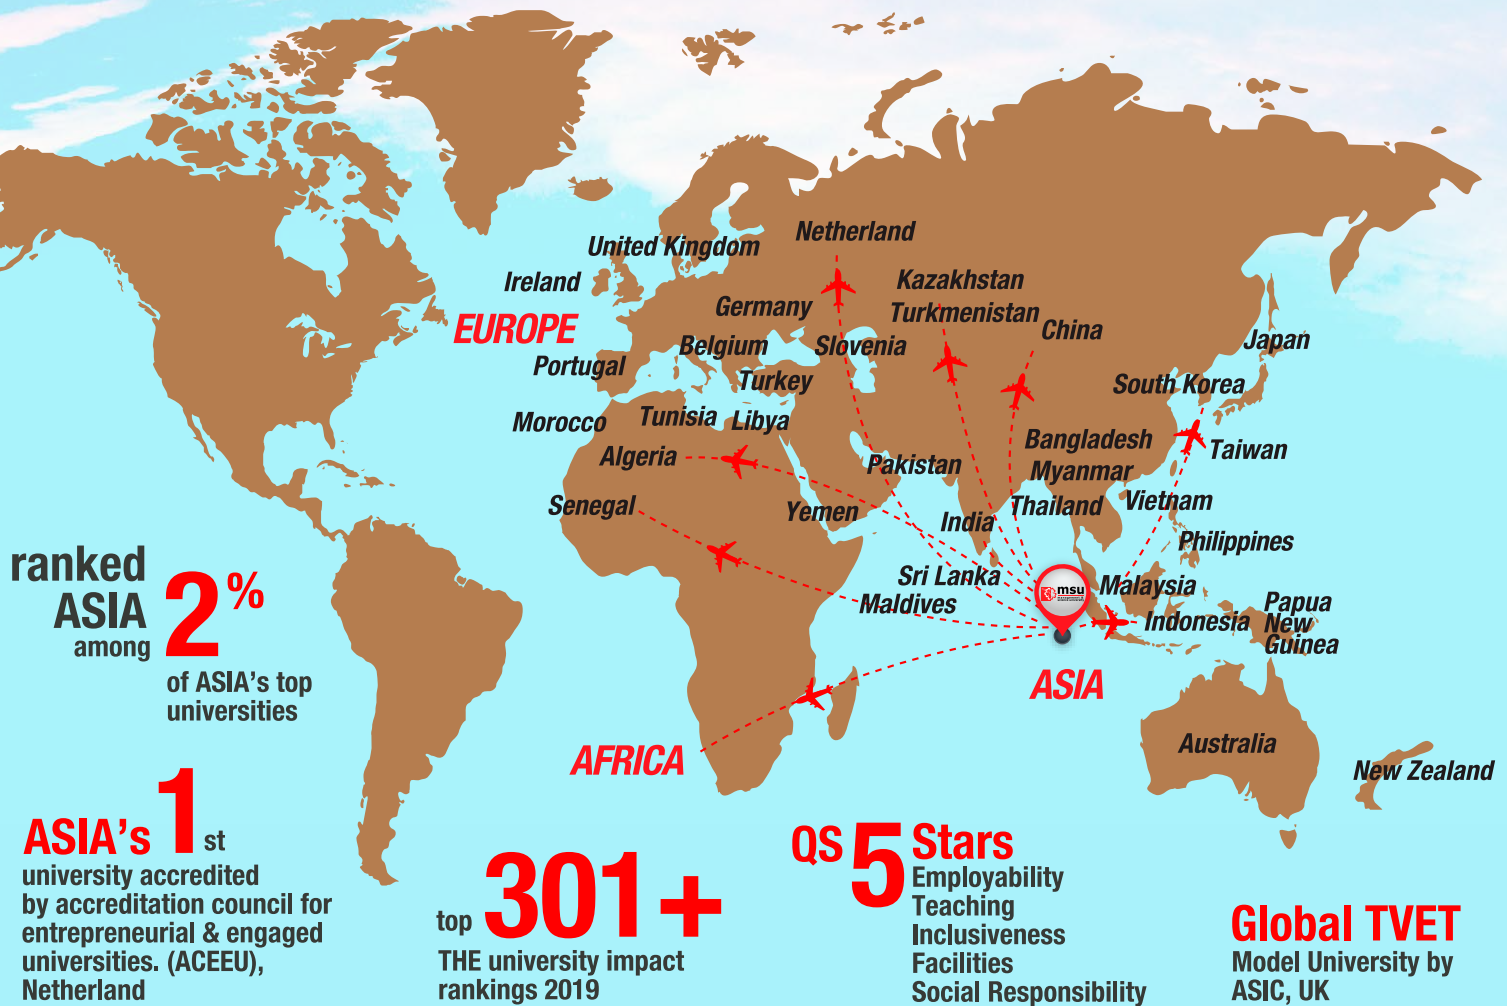 Netherland
United Kingdom
Kazakhstan
Ireland
Germany
Turkmenistan
EUROPE
China
Belgium
Slovenia
Japan
Portugal
Turkey
South Korea
Morocco
Tunisia
Libya
Bangladesh
Taiwan
Algeria
Pakistan
Myanmar
Senegal
Yemen
India
Thailand
Vietnam
Philippines
Sri Lanka
Maldives
msu
Malaysia
Indonesia
Papua
New
Guinea
ASIA
Australia
AFRICA
New Zealand
ranked
ASIA
among
2%
of ASIA's top
universities
ASIA's 1st
university accredited
by accreditation council for
entrepreneurial & engaged
universities. (ACEEU),
Netherland
top 301+
THE university impact
rankings 2019
QS 5 Stars
Employability
Teaching
Inclusiveness
Facilities
Social Responsibility
Global TVET
Model University by
ASIC, UK